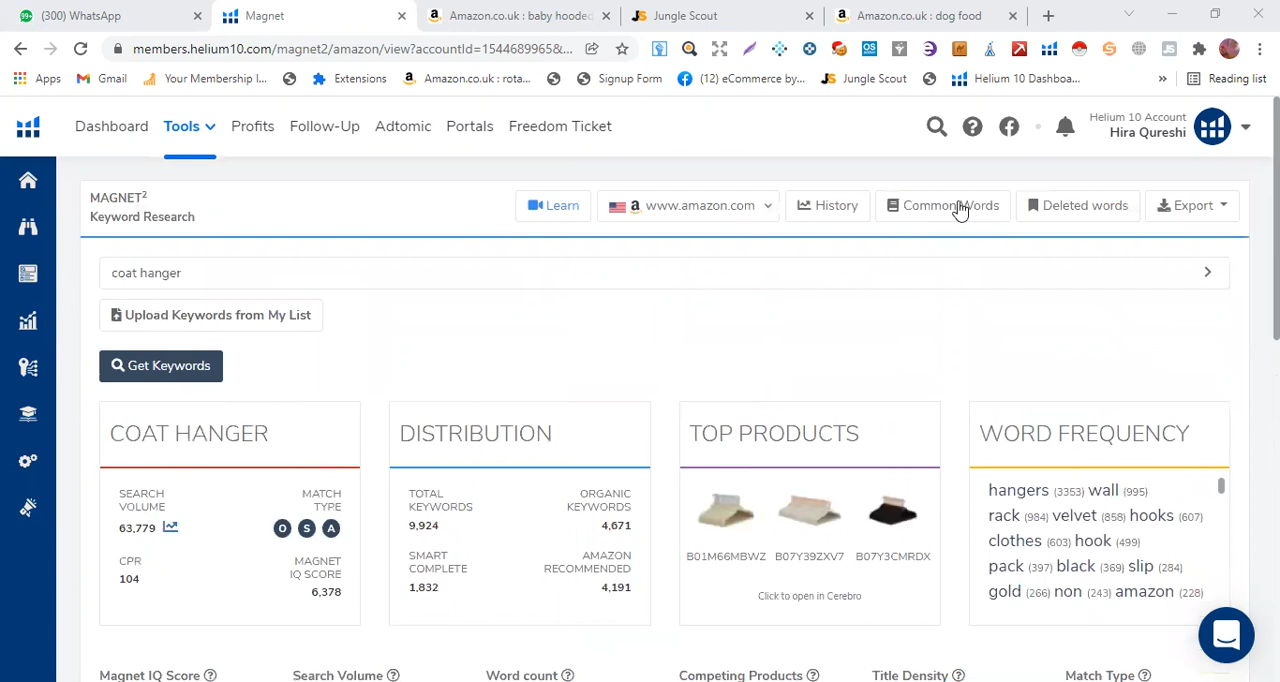 (300) WhatsApp Magnet Amazon.co.uk : baby hooded Jungle Scout Amazon.co.uk : dog food
members.helium10.com/magnet2/amazon/view?accountId=1544689965&...
Apps Gmail Your Membership I... Extensions Amazon.co.uk : rota... Signup Form (12) eCommerce by... Jungle Scout Helium 10 Dashboa... » Reading list
Dashboard Tools Profits Follow-Up Adtomic Portals Freedom Ticket
Helium 10 Account
Hira Qureshi
MAGNET²
Keyword Research
Learn www.amazon.com History Common Words Deleted words Export
coat hanger
Upload Keywords from My List
Get Keywords
COAT HANGER
SEARCH VOLUME
63,779
MATCH TYPE
O S A
CPR
104
MAGNET IQ SCORE
6,378
DISTRIBUTION
TOTAL KEYWORDS
9,924
ORGANIC KEYWORDS
4,671
SMART COMPLETE
1,832
AMAZON RECOMMENDED
4,191
TOP PRODUCTS
B01M66MBWZ B07Y39ZXV7 B07Y3CMRDX
Click to open in Cerebro
WORD FREQUENCY
hangers (3353) wall (995)
rack (984) velvet (858) hooks (607)
clothes (603) hook (499)
pack (397) black (369) slip (284)
gold (266) non (243) amazon (228)
Magnet IQ Score Search Volume Word count Competing Products Title Density Match Type